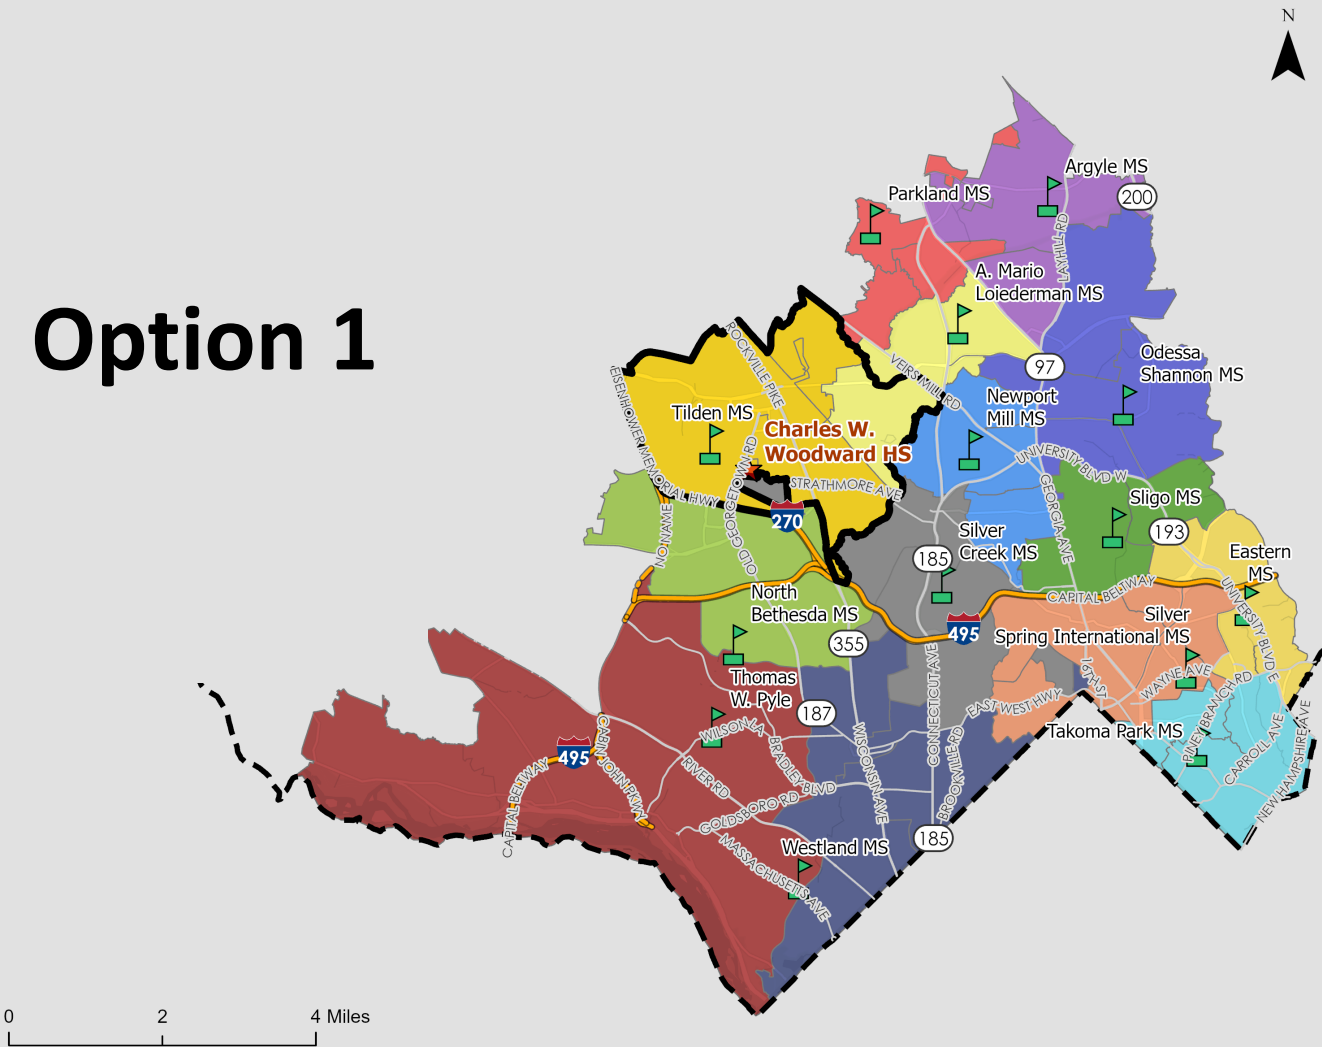 N
Option 1
Argyle MS
200
Parkland MS
LAYHILL RD
A. Mario
Loiederman MS
ROCKVILLE PIKE
EISENHOWER MEMORIAL HWY
VEIRS MILL RD
97
Odessa
Shannon MS
Newport
Mill MS
Tilden MS
Charles W.
Woodward HS
OLD GEORGETOWN RD
STRATHMORE AVE
UNIVERSITY BLVD W
GEORGIA AVE
Sligo MS
270
NO NAME
193
Silver
Creek MS
185
Eastern
MS
CAPITAL BELTWAY
UNIVERSITY BLVD E
North
Bethesda MS
Silver
Spring International MS
495
355
16TH ST
WAYNE AVE
Thomas
W. Pyle
187
CONNECTICUT AVE
EAST WEST HWY
PINEY BRANCH RD
Takoma Park MS
WILSON LA
WISCONSIN AVE
BROOKVILLE RD
CARROLL AVE
NEW HAMPSHIRE AVE
495
CAPITAL BELTWAY
CABIN JOHN PKWY
RIVER RD
BRADLEY BLVD
GOLDSBORO RD
185
Westland MS
MASSACHUSETTS AVE
0 2 4 Miles